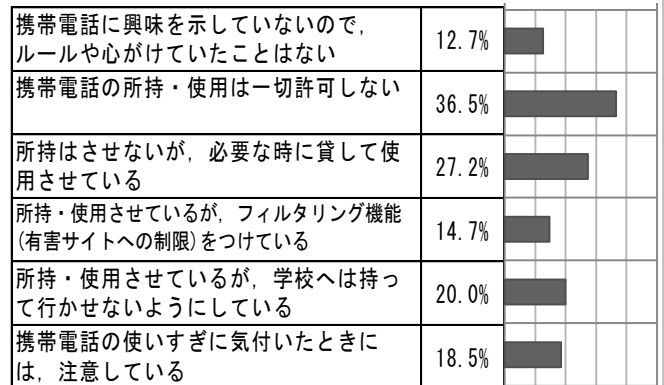 携帯電話に興味を示していないので，
ルールや心がけていたことはない
12.7%
携帯電話の所持・使用は一切許可しない
36.5%
所持はさせないが，必要な時に貸して使
用させている
27.2%
所持・使用させているが，フィルタリング機能
(有害サイトへの制限)をつけている
14.7%
所持・使用させているが，学校へは持っ
て行かせないようにしている
20.0%
携帯電話の使いすぎに気付いたときに
は，注意している
18.5%